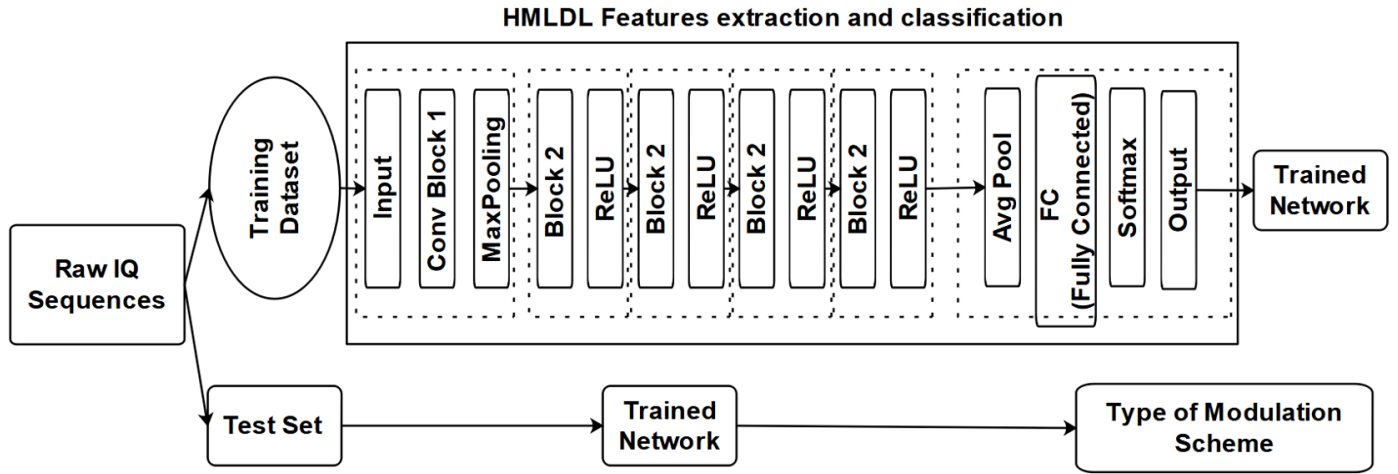 HMLDL Features extraction and classification
Raw IQ
Sequences
Training
Dataset
Input
Conv Block 1
MaxPooling
Block 2
ReLU
Block 2
ReLU
Block 2
ReLU
Block 2
ReLU
Avg Pool
FC
(Fully Connected)
Softmax
Output
Trained
Network
Test Set
Trained
Network
Type of Modulation
Scheme